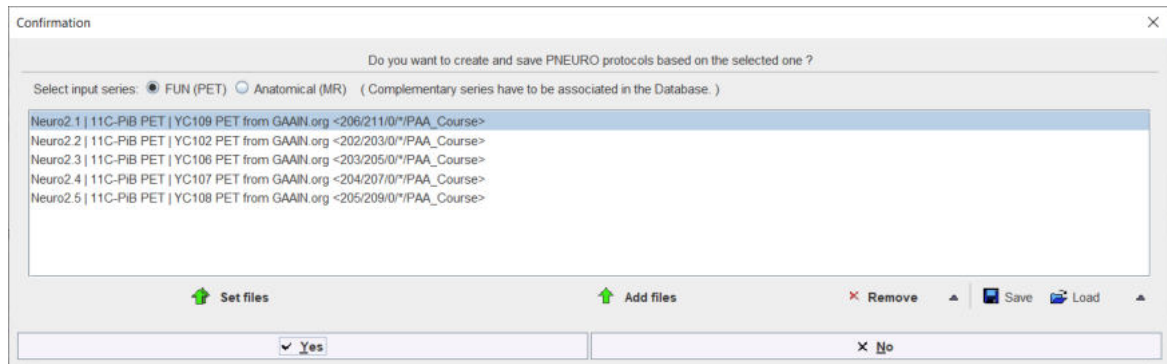 Confirmation
Do you want to create and save PNEURO protocols based on the selected one ?
Select input series: FUN (PET) Anatomical (MR) ( Complementary series have to be associated in the Database. )
Neuro2.1 | 11C-PiB PET | YC109 PET from GAAIN.org <206/211/0/*/PAA_Course>
Neuro2.2 | 11C-PiB PET | YC102 PET from GAAIN.org <202/203/0/*/PAA_Course>
Neuro2.3 | 11C-PiB PET | YC106 PET from GAAIN.org <203/205/0/*/PAA_Course>
Neuro2.4 | 11C-PiB PET | YC107 PET from GAAIN.org <204/207/0/*/PAA_Course>
Neuro2.5 | 11C-PiB PET | YC108 PET from GAAIN.org <205/209/0/*/PAA_Course>
Set files Add files Remove Save Load
Yes No